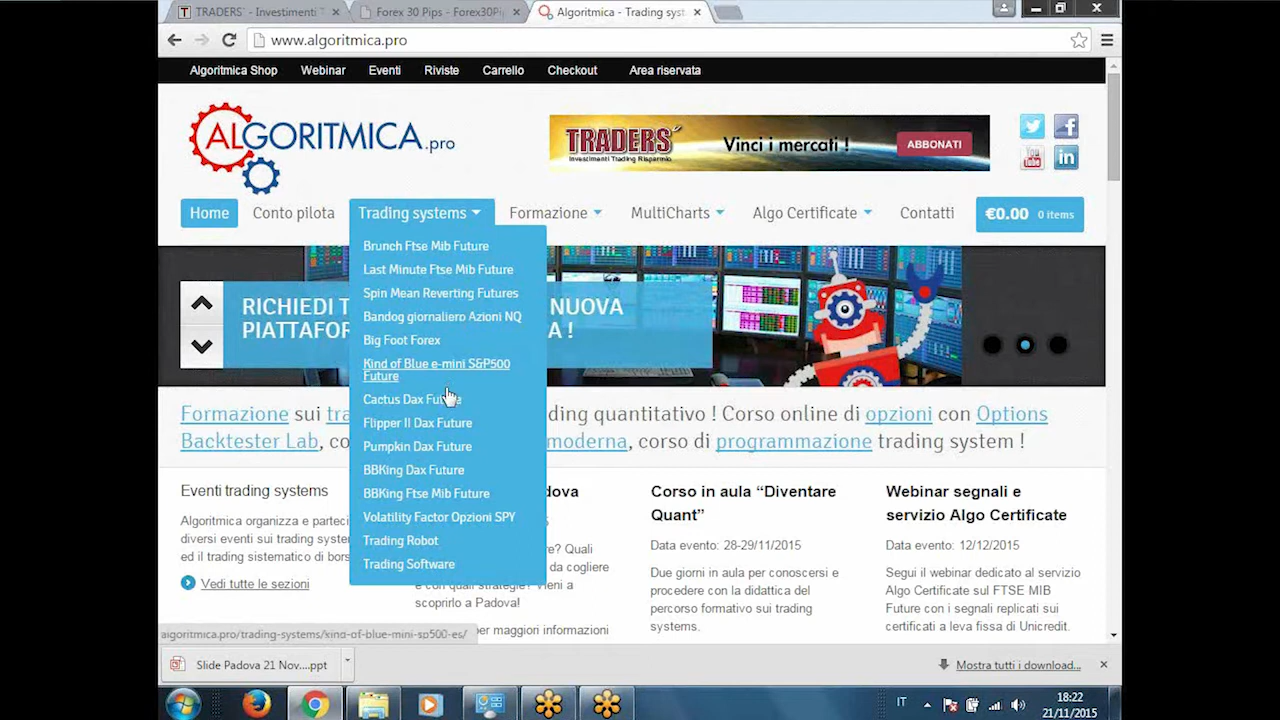 TRADERS' - Investimenti T
Forex 30 Pips - Forex30Pip
Algoritmica - Trading syst
www.algoritmica.pro
Algoritmica Shop Webinar Eventi Riviste Carrello Checkout Area riservata
ALGORITMICA.pro
TRADERS'
Investimenti Trading Risparmio
Vinci i mercati !
ABBONATI
Home Conto pilota Trading systems Formazione MultiCharts Algo Certificate Contatti €0.00 0 items
Brunch Ftse Mib Future
Last Minute Ftse Mib Future
Spin Mean Reverting Futures
Bandog giornaliero Azioni NQ
Big Foot Forex
Kind of Blue e-mini S&P500
Future
Cactus Dax Future
Flipper II Dax Future
Pumpkin Dax Future
BBKing Dax Future
BBKing Ftse Mib Future
Volatility Factor Opzioni SPY
Trading Robot
Trading Software
RICHIEDI T NUOVA
PIATTAFOR A !
Formazione sui tra ding quantitativo ! Corso online di opzioni con Options
Backtester Lab, co moderna, corso di programmazione trading system !
Eventi trading systems
Algoritmica organizza e parteci
diversi eventi sui trading syste
ed il trading sistematico di bors
Vedi tutte le sezioni
dova
e? Quali
da cogliere
e con quali strategie? Vieni a
scoprirlo a Padova!
per maggiori informazioni
Corso in aula “Diventare
Quant”
Data evento: 28-29/11/2015
Due giorni in aula per conoscersi e
procedere con la didattica del
percorso formativo sui trading
systems.
Webinar segnali e
servizio Algo Certificate
Data evento: 12/12/2015
Segui il webinar dedicato al servizio
Algo Certificate sul FTSE MIB
Future con i segnali replicati sui
certificati a leva fissa di Unicredit.
algoritmica.pro/trading-systems/kind-of-blue-mini-sp500-es/
Slide Padova 21 Nov....ppt
Mostra tutti i download...
IT
18:22
21/11/2015